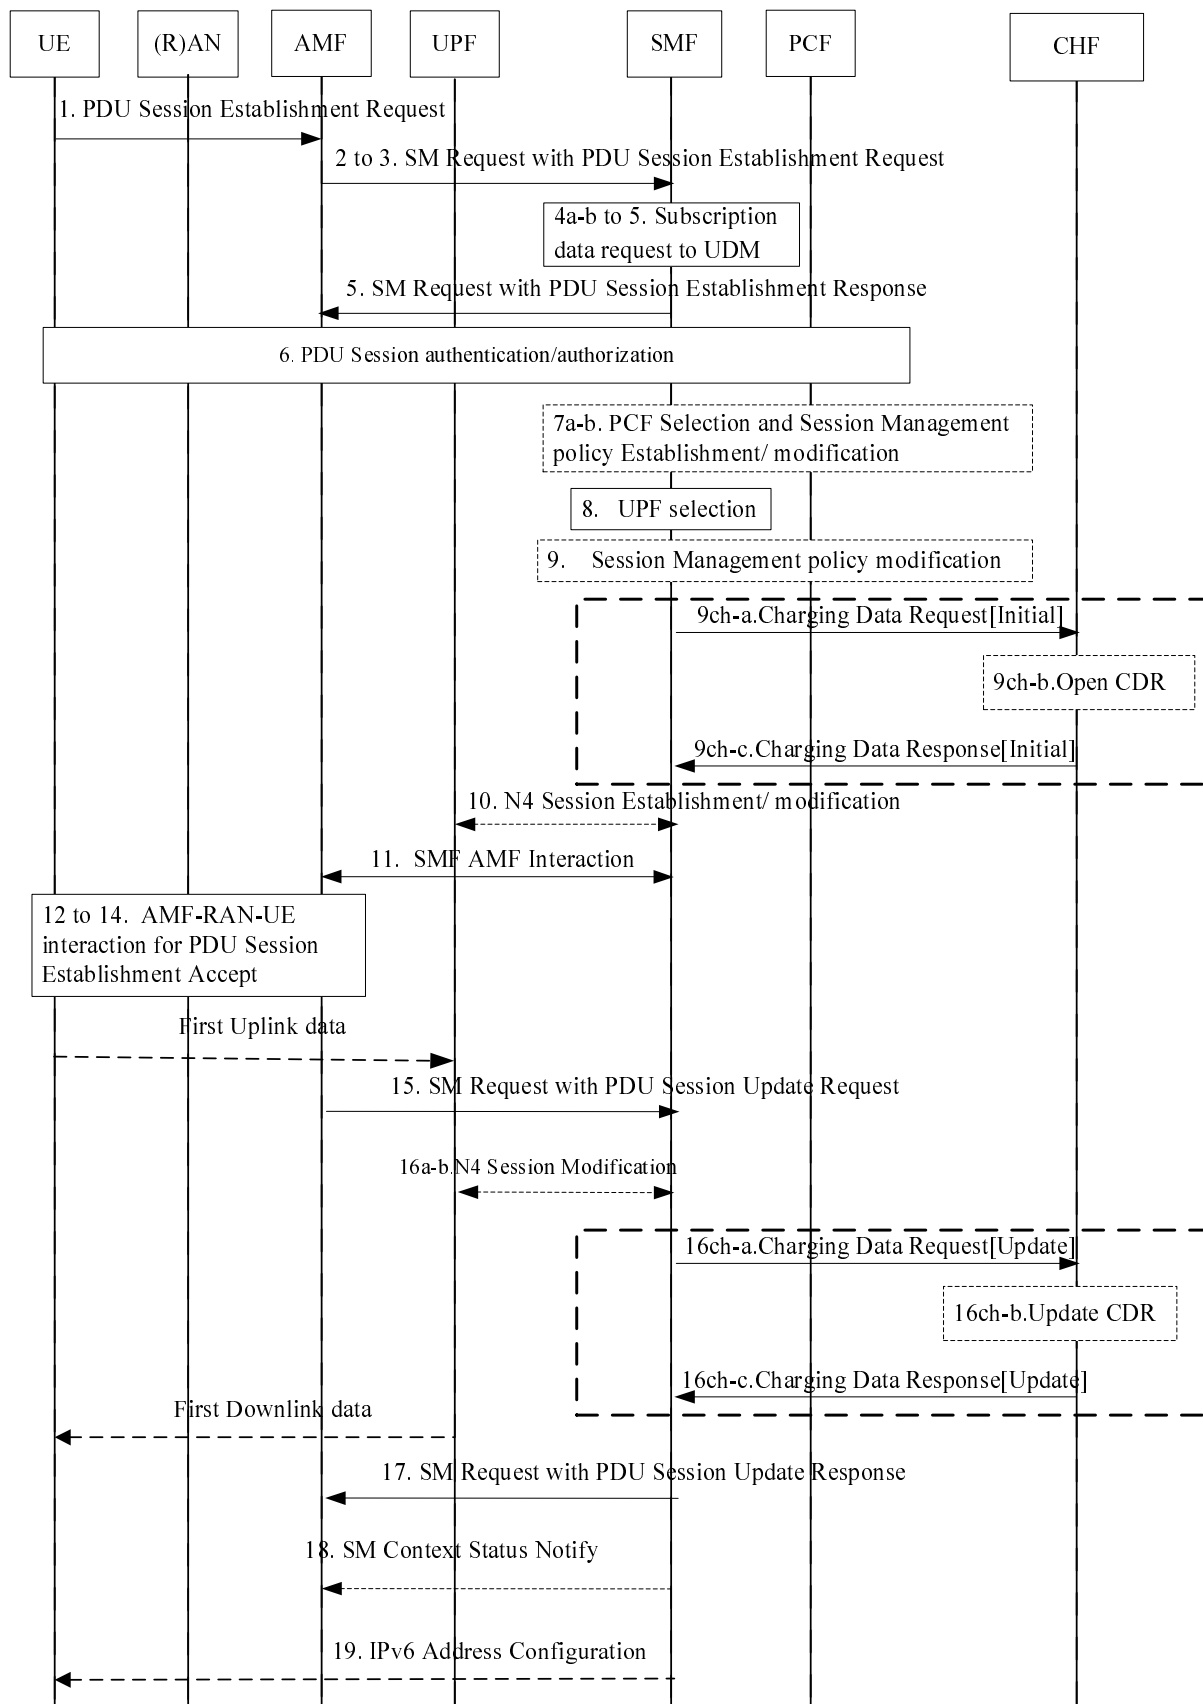 UE
(R)AN
AMF
UPF
SMF
PCF
CHF
1. PDU Session Establishment Request
2 to 3. SM Request with PDU Session Establishment Request
4a-b to 5. Subscription
data request to UDM
5. SM Request with PDU Session Establishment Response
6. PDU Session authentication/authorization
7a-b. PCF Selection and Session Management
policy Establishment/ modification
8. UPF selection
9. Session Management policy modification
9ch-a.Charging Data Request[Initial]
9ch-b.Open CDR
9ch-c.Charging Data Response[Initial]
10. N4 Session Establishment/ modification
11. SMF AMF Interaction
12 to 14. AMF-RAN-UE
interaction for PDU Session
Establishment Accept
First Uplink data
15. SM Request with PDU Session Update Request
16a-b.N4 Session Modification
16ch-a.Charging Data Request[Update]
16ch-b.Update CDR
16ch-c.Charging Data Response[Update]
First Downlink data
17. SM Request with PDU Session Update Response
18. SM Context Status Notify
19. IPv6 Address Configuration